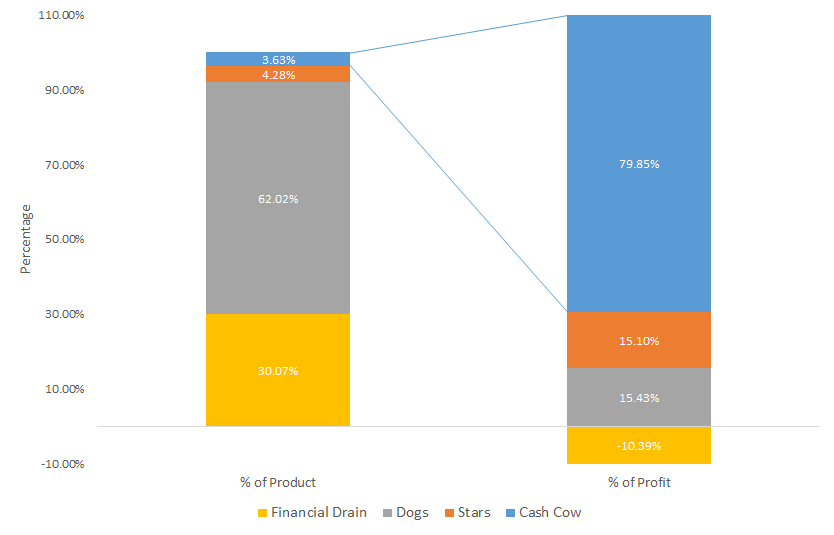 110.00%
90.00%
70.00%
50.00%
30.00%
10.00%
-10.00%
Percentage
3.63%
4.28%
62.02%
30.07%
79.85%
15.10%
15.43%
-10.39%
% of Product
% of Profit
Financial Drain
Dogs
Stars
Cash Cow